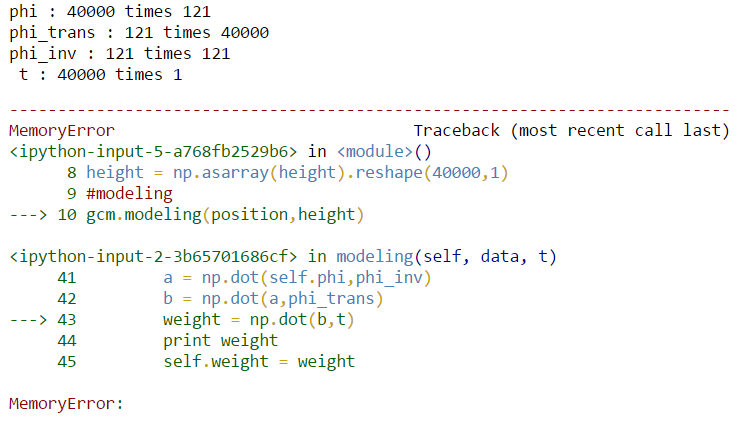 phi : 40000 times 121
phi_trans : 121 times 40000
phi_inv : 121 times 121
 t : 40000 times 1
---------------------------------------------------------------------------
MemoryError                               Traceback (most recent call last)
<ipython-input-5-a768fb2529b6> in <module>()
      8 height = np.asarray(height).reshape(40000,1)
      9 #modeling
---> 10 gcm.modeling(position,height)
<ipython-input-2-3b65701686cf> in modeling(self, data, t)
     41         a = np.dot(self.phi,phi_inv)
     42         b = np.dot(a,phi_trans)
---> 43         weight = np.dot(b,t)
     44         print weight
     45         self.weight = weight
MemoryError: